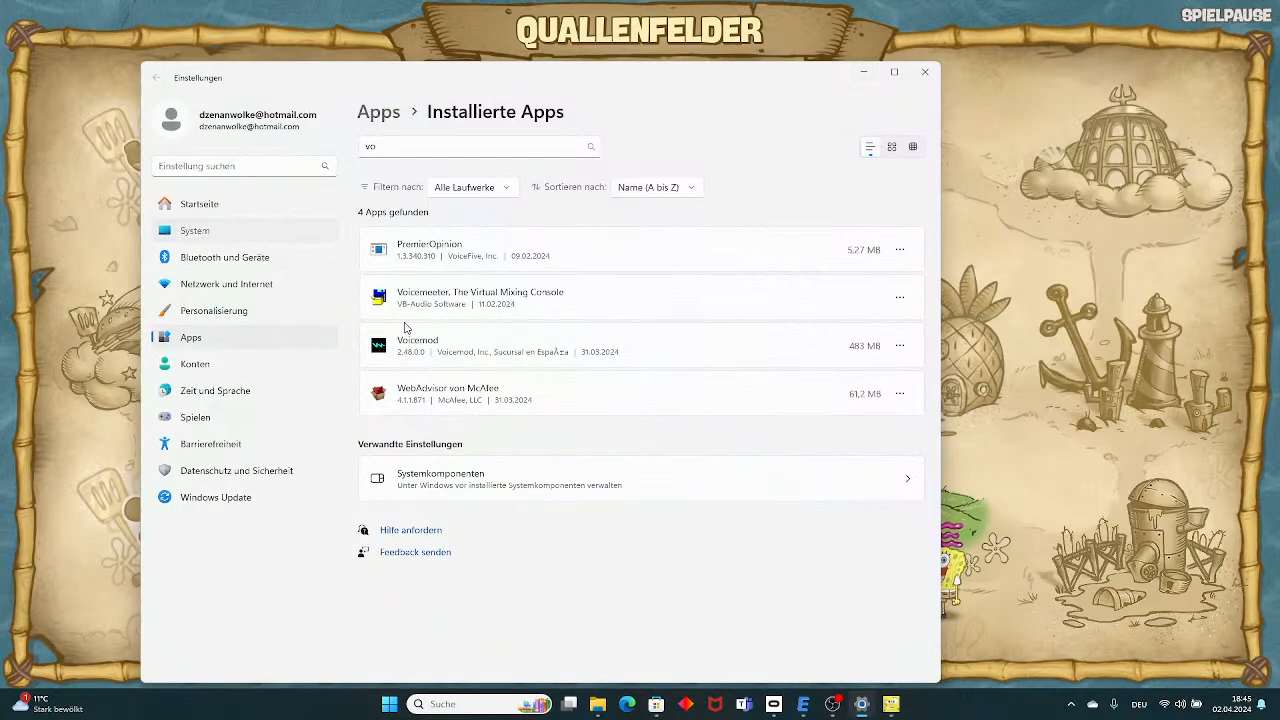 QUALLENFELDER
SPIELPAUSE
Einstellungen
dzenanwolke@hotmail.com
dzenanwolke@hotmail.com
Einstellung suchen
Startseite
System
Bluetooth und Geräte
Netzwerk und Internet
Personalisierung
Apps
Konten
Zeit und Sprache
Spielen
Barrierefreiheit
Datenschutz und Sicherheit
Windows Update
Apps > Installierte Apps
vo
Filtern nach: Alle Laufwerke Sortieren nach: Name (A bis Z)
4 Apps gefunden
PremierOpinion
1.3.340.310 | VoiceFive, Inc. | 09.02.2024
5,27 MB
Voicemeeter, The Virtual Mixing Console
VB-Audio Software | 11.02.2024
Voicemod
2.48.0.0 | Voicemod, Inc., Sucursal en EspaÃ±a | 31.03.2024
483 MB
WebAdvisor von McAfee
4.1.1.871 | McAfee, LLC | 31.03.2024
61,2 MB
Verwandte Einstellungen
Systemkomponenten
Unter Windows vor installierte Systemkomponenten verwalten
Hilfe anfordern
Feedback senden
1
11°C
Stark bewölkt
Suche
DEU
18:45
02.04.2024